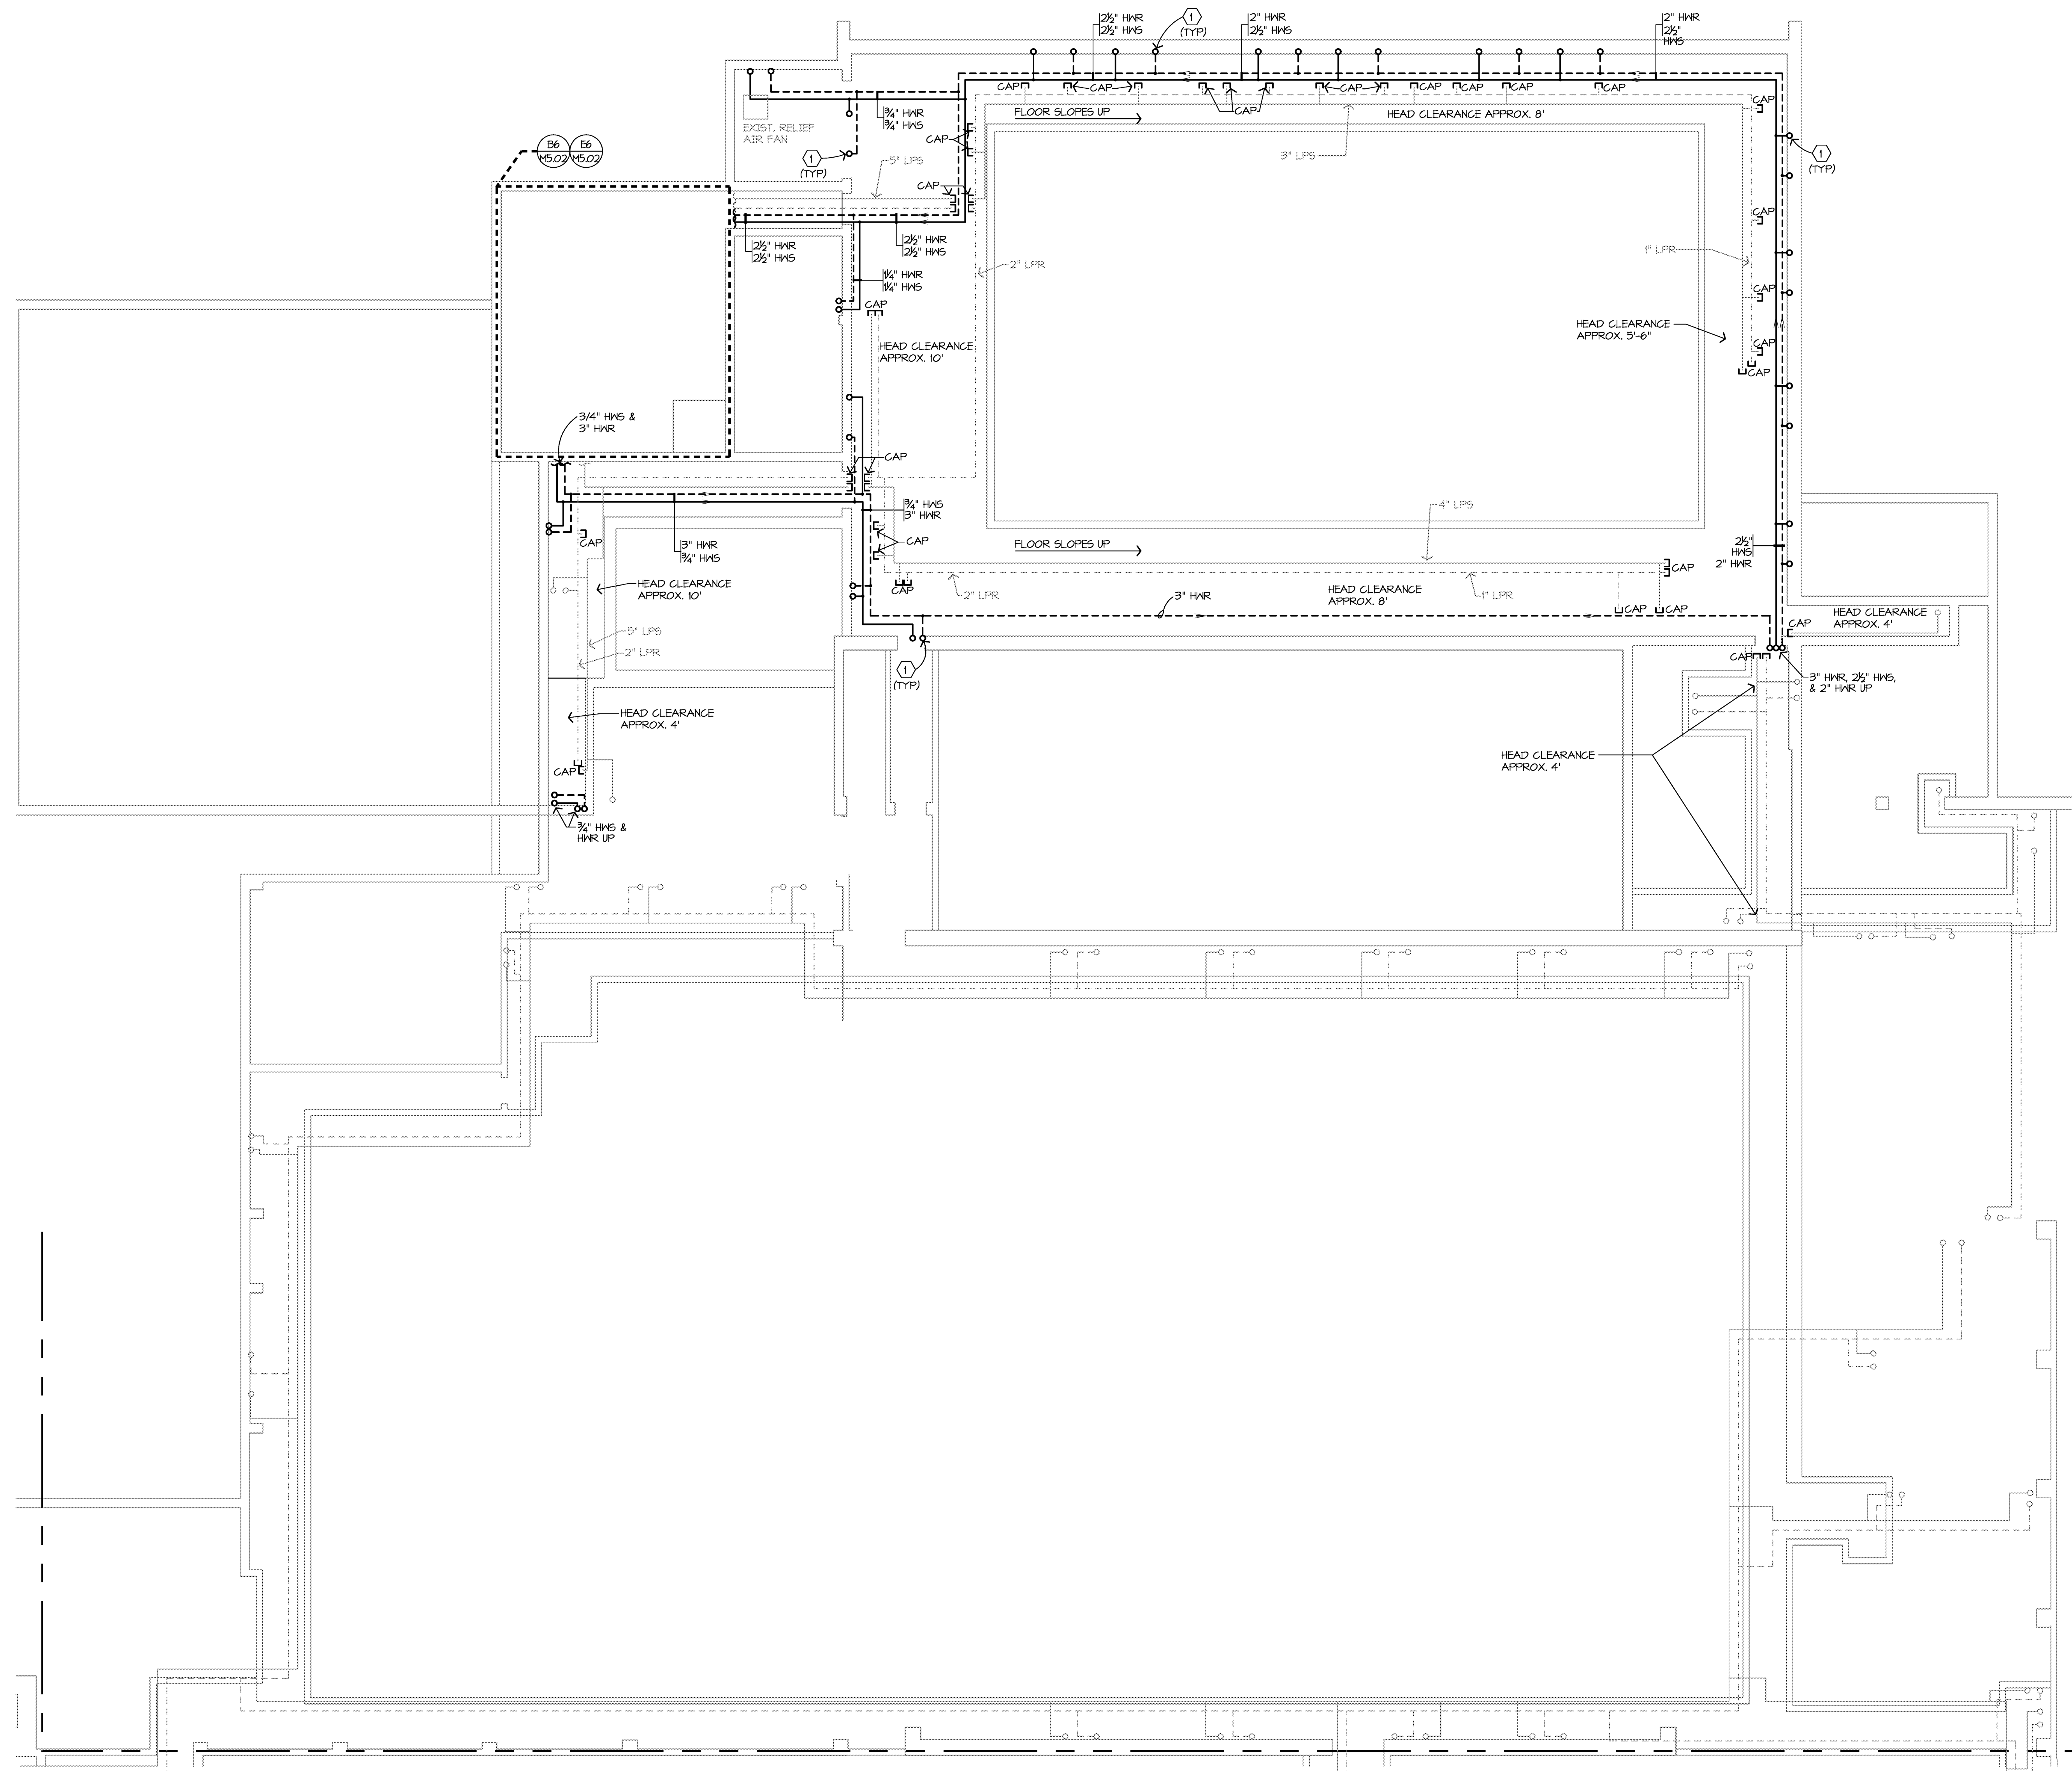 2½" HWR
2½" HWS
1
(TYP)
2" HWR
2½" HWS
2" HWR
2½"
HWS
CAP
CAP
CAP
CAP
CAP
CAP
CAP
CAP
CAP
¾" HWR
¾" HWS
FLOOR SLOPES UP
HEAD CLEARANCE APPROX. 8'
EXIST. RELIEF
AIR FAN
CAP
B6
M5.02
E6
M5.02
1
(TYP)
5" LPS
3" LPS
1
(TYP)
CAP
CAP
2½" HWR
2½" HWS
2½" HWR
2½" HWS
2" LPR
1" LPR
1¼" HWR
1¼" HWS
CAP
CAP
HEAD CLEARANCE
APPROX. 5'-6"
HEAD CLEARANCE
APPROX. 10'
CAP
CAP
3/4" HWS &
3" HWR
CAP
¾" HWS
3" HWR
4" LPS
CAP
CAP
3" HWR
¾" HWS
FLOOR SLOPES UP
2½"
HWS
2" HWR
CAP
HEAD CLEARANCE
APPROX. 10'
CAP
2" LPR
3" HWR
HEAD CLEARANCE
APPROX. 8'
1" LPR
CAP
CAP
HEAD CLEARANCE
APPROX. 4'
CAP
5" LPS
2" LPR
1
(TYP)
CAP
3" HWR, 2½" HWS,
& 2" HWR UP
HEAD CLEARANCE
APPROX. 4'
HEAD CLEARANCE
APPROX. 4'
CAP
¾" HWS &
HWR UP